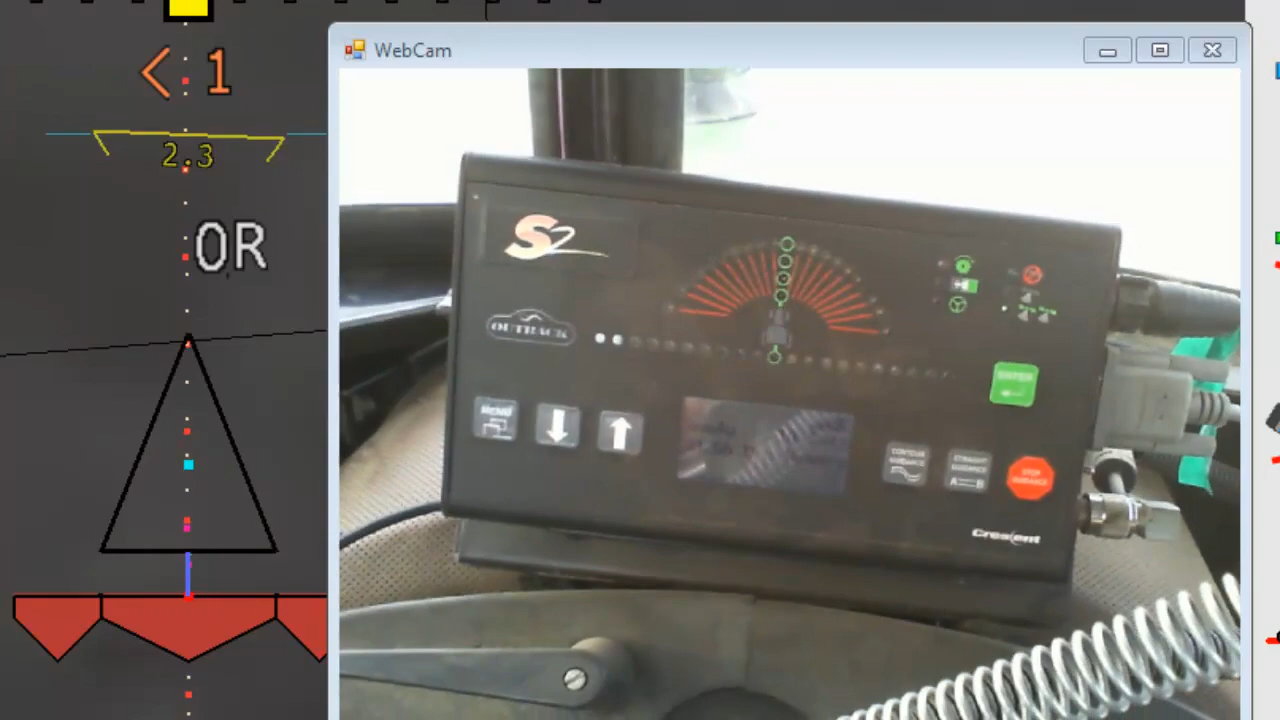 WebCam
< 1
2.3
OR
S2
OUTBACK
MENU
ENTER
CONTOUR
GUIDANCE
STRAIGHT
GUIDANCE
A B
STOP
GUIDANCE
Crescent